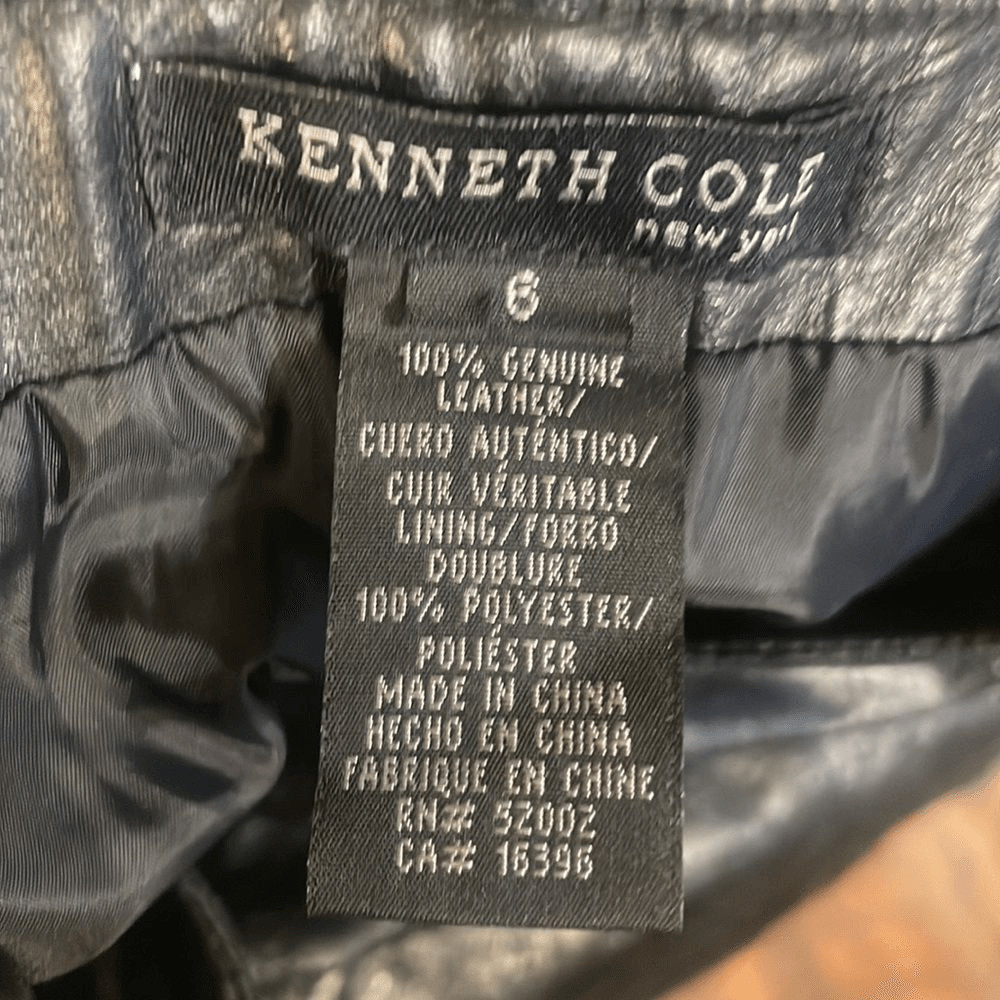 KENNETH COLE
new york
6
100% GENUINE
LEATHER/
CUERO AUTÉNTICO/
CUIR VÉRITABLE
LINING/FORRO
DOUBLURE
100% POLYESTER/
POLIÉSTER
MADE IN CHINA
HECHO EN CHINA
FABRIQUE EN CHINE
RN# 52002
CA# 16396